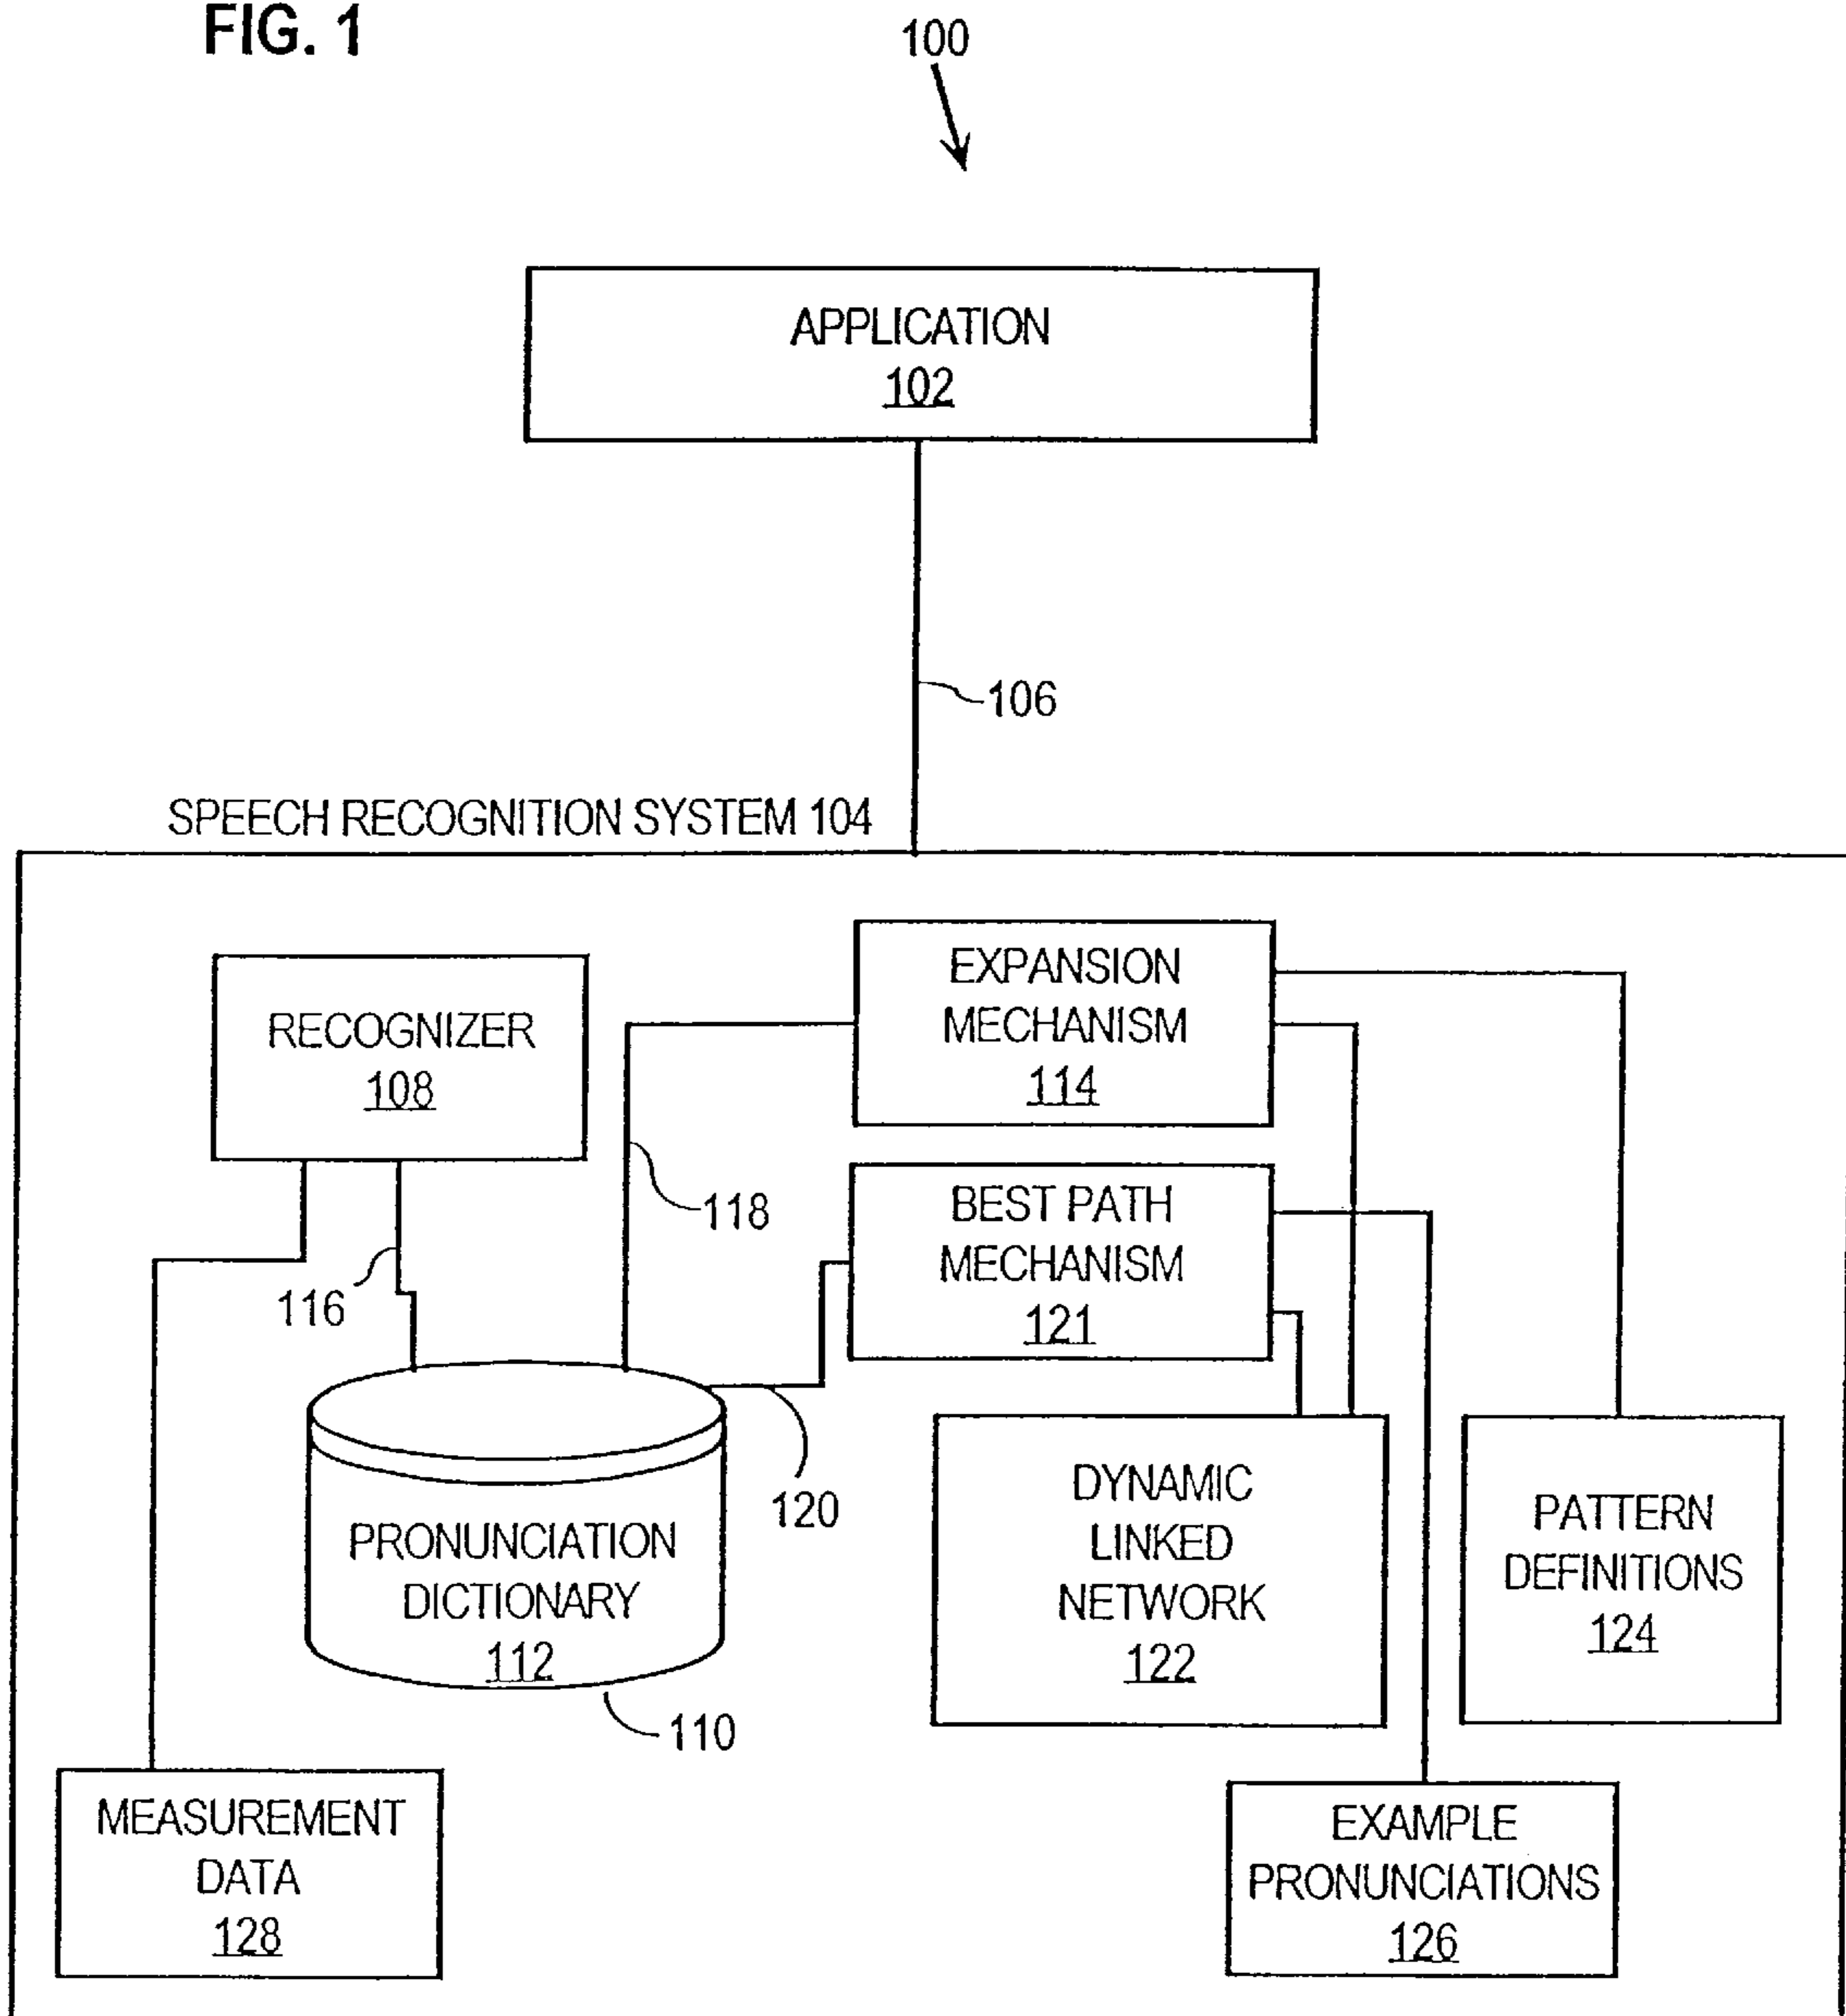 FIG. 1
100
APPLICATION
102
106
SPEECH RECOGNITION SYSTEM 104
RECOGNIZER
108
EXPANSION
MECHANISM
114
118
116
BEST PATH
MECHANISM
121
120
PRONUNCIATION
DICTIONARY
112
110
DYNAMIC
LINKED
NETWORK
122
PATTERN
DEFINITIONS
124
MEASUREMENT
DATA
128
EXAMPLE
PRONUNCIATIONS
126